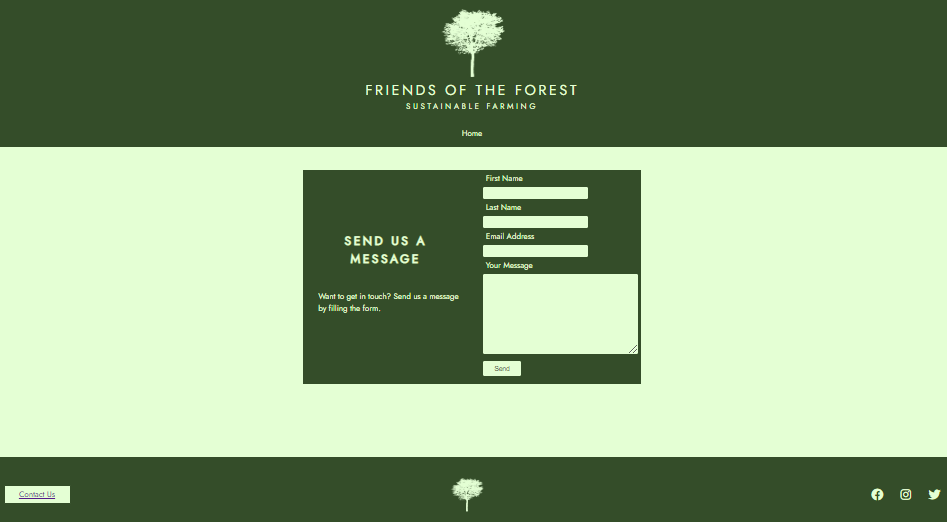 FRIENDS OF THE FOREST
SUSTAINABLE FARMING
Home
SEND US A
MESSAGE
Want to get in touch? Send us a message
by filling the form.
First Name
Last Name
Email Address
Your Message
Send
Contact Us